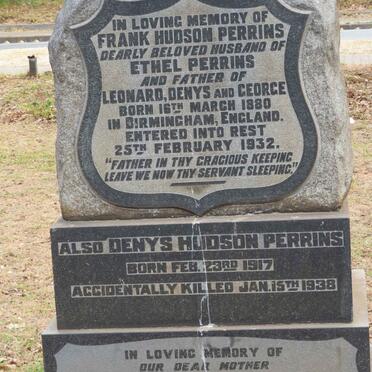 IN LOVING MEMORY OF
FRANK HUDSON PERRINS
DEARLY BELOVED HUSBAND OF
ETHEL PERRINS
AND FATHER OF
LEONARD, DENYS AND GEORGE
BORN 16TH MARCH 1880
IN BIRMINGHAM, ENGLAND.
ENTERED INTO REST
25TH FEBRUARY 1932.
"FATHER IN THY GRACIOUS KEEPING
LEAVE WE NOW THY SERVANT SLEEPING."
ALSO DENYS HUDSON PERRINS
BORN FEB. 23RD 1917
ACCIDENTALLY KILLED JAN. 15TH 1938
IN LOVING MEMORY OF
OUR DEAR MOTHER